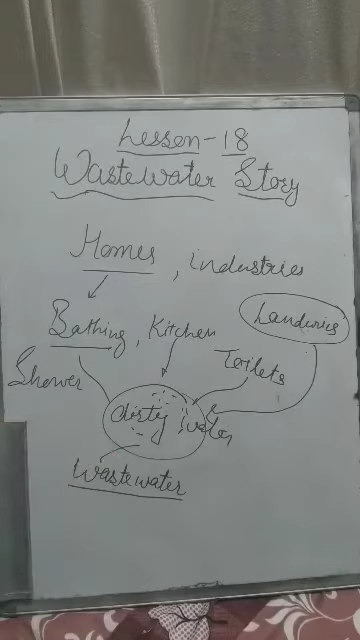 Lesson-18
Wastewater Story
Homes, industries
Bathing, Kitchen
Laundries
Shower
Toilets
dirty water
Wastewater